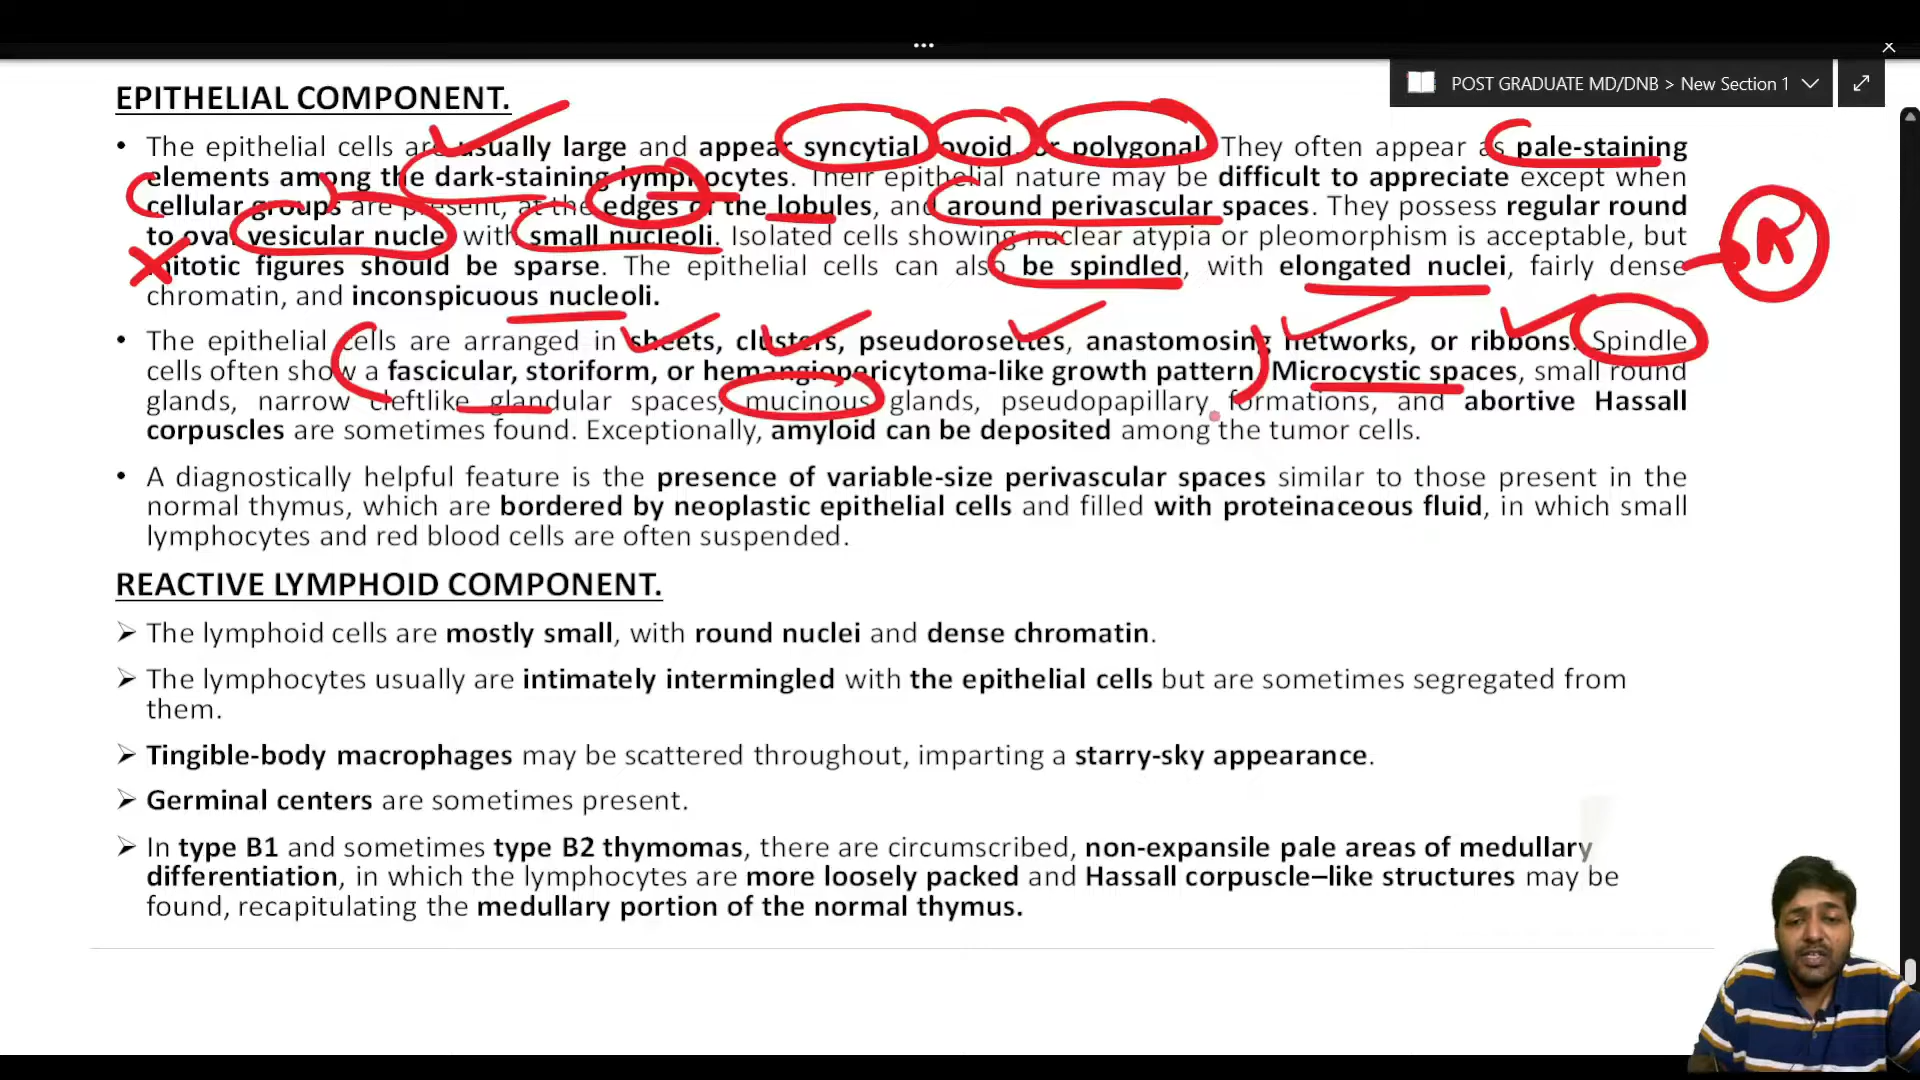 POST GRADUATE MD/DNB > New Section 1
EPITHELIAL COMPONENT.
• The epithelial cells are usually large and appear syncytial, ovoid, or polygonal. They often appear as pale-staining
elements among the dark-staining lymphocytes. Their epithelial nature may be difficult to appreciate except when
cellular groups are present, at the edges of the lobules, and around perivascular spaces. They possess regular round
to oval vesicular nuclei with small nucleoli. Isolated cells showing nuclear atypia or pleomorphism is acceptable, but
mitotic figures should be sparse. The epithelial cells can also be spindled, with elongated nuclei, fairly dense
chromatin, and inconspicuous nucleoli.
• The epithelial cells are arranged in sheets, clusters, pseudorosettes, anastomosing networks, or ribbons. Spindle
cells often show a fascicular, storiform, or hemangiopericytoma-like growth pattern. Microcystic spaces, small round
glands, narrow cleftlike glandular spaces, mucinous glands, pseudopapillary formations, and abortive Hassall
corpuscles are sometimes found. Exceptionally, amyloid can be deposited among the tumor cells.
• A diagnostically helpful feature is the presence of variable-size perivascular spaces similar to those present in the
normal thymus, which are bordered by neoplastic epithelial cells and filled with proteinaceous fluid, in which small
lymphocytes and red blood cells are often suspended.
REACTIVE LYMPHOID COMPONENT.
➢ The lymphoid cells are mostly small, with round nuclei and dense chromatin.
➢ The lymphocytes usually are intimately intermingled with the epithelial cells but are sometimes segregated from
them.
➢ Tingible-body macrophages may be scattered throughout, imparting a starry-sky appearance.
➢ Germinal centers are sometimes present.
➢ In type B1 and sometimes type B2 thymomas, there are circumscribed, non-expansile pale areas of medullary
differentiation, in which the lymphocytes are more loosely packed and Hassall corpuscle–like structures may be
found, recapitulating the medullary portion of the normal thymus.